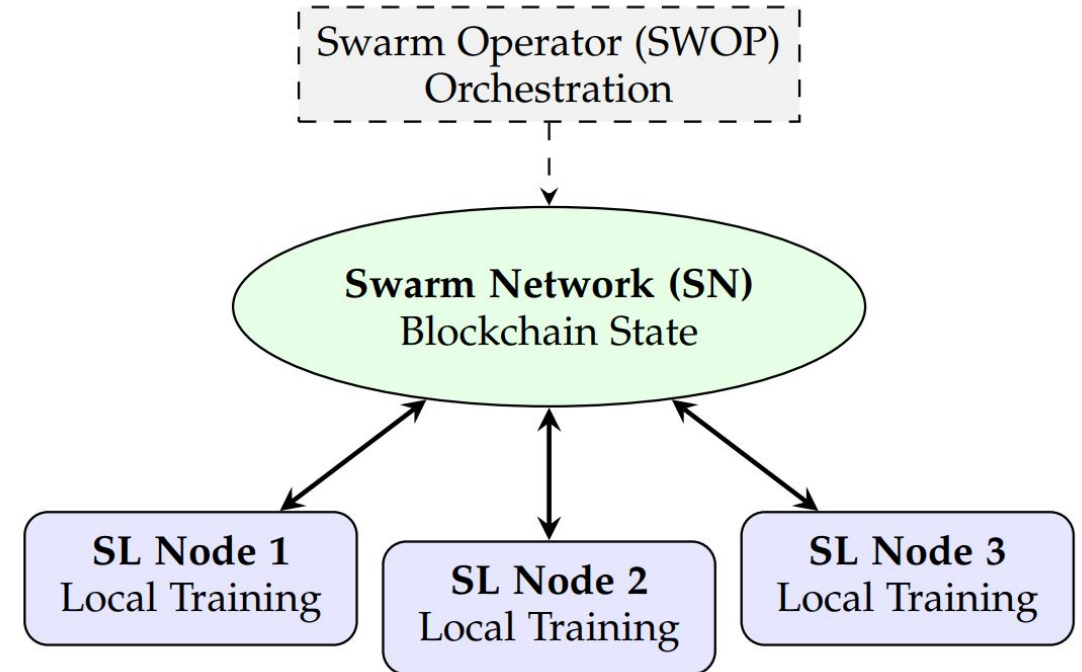 Swarm Operator (SWOP)
Orchestration
Swarm Network (SN)
Blockchain State
SL Node 1
Local Training
SL Node 2
Local Training
SL Node 3
Local Training